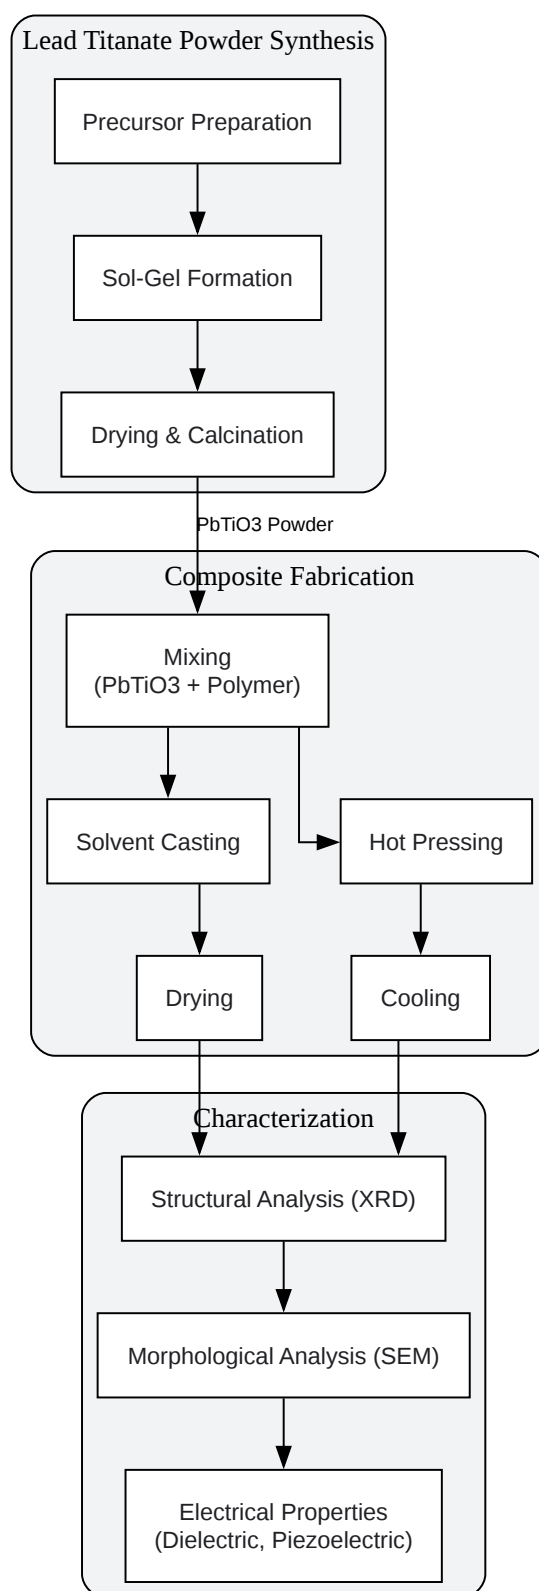 Lead Titanate Powder Synthesis
Precursor Preparation
Sol-Gel Formation
Drying & Calcination
PbTiO3 Powder
Composite Fabrication
Mixing
(PbTiO3 + Polymer)
Solvent Casting
Hot Pressing
Drying
Cooling
Characterization
Structural Analysis (XRD)
Morphological Analysis (SEM)
Electrical Properties
(Dielectric, Piezoelectric)